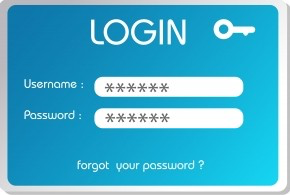 LOGIN
Username : ******
Password : ******
forgot your password ?